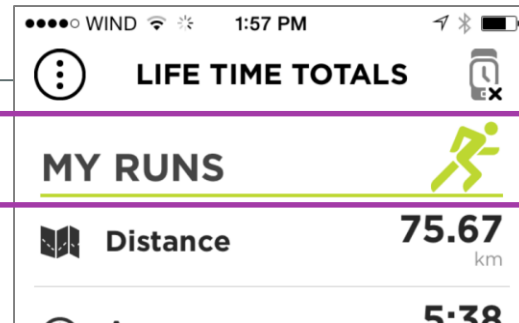 WIND 1:57 PM
LIFE TIME TOTALS
MY RUNS
Distance 75.67
km
5:38